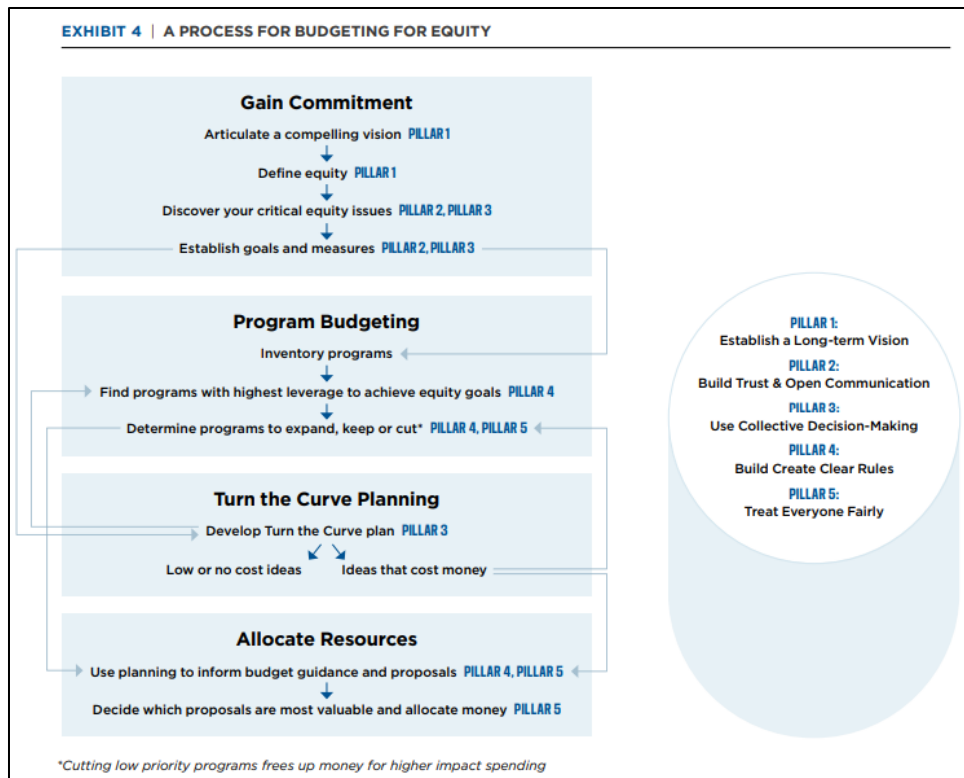 EXHIBIT 4 | A PROCESS FOR BUDGETING FOR EQUITY
Gain Commitment
Articulate a compelling vision PILLAR 1
Define equity PILLAR 1
Discover your critical equity issues PILLAR 2, PILLAR 3
Establish goals and measures PILLAR 2, PILLAR 3
Program Budgeting
Inventory programs
Find programs with highest leverage to achieve equity goals PILLAR 4
Determine programs to expand, keep or cut* PILLAR 4, PILLAR 5
Turn the Curve Planning
Develop Turn the Curve plan PILLAR 3
Low or no cost ideas Ideas that cost money
Allocate Resources
Use planning to inform budget guidance and proposals PILLAR 4, PILLAR 5
Decide which proposals are most valuable and allocate money PILLAR 5
PILLAR 1:
Establish a Long-term Vision
PILLAR 2:
Build Trust & Open Communication
PILLAR 3:
Use Collective Decision-Making
PILLAR 4:
Build Create Clear Rules
PILLAR 5:
Treat Everyone Fairly
*Cutting low priority programs frees up money for higher impact spending